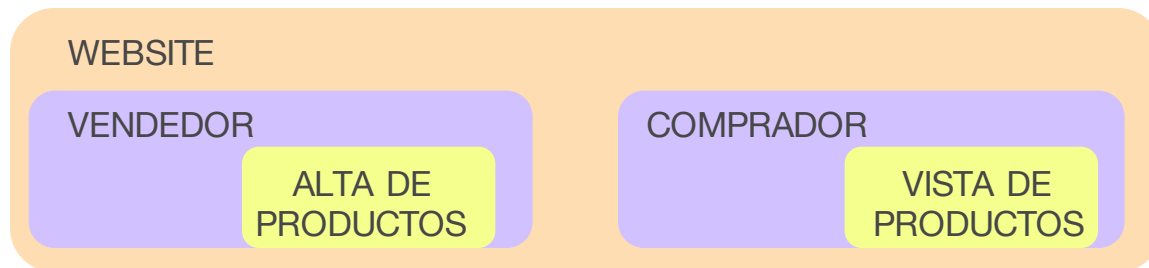 WEBSITE
VENDEDOR
ALTA DE
PRODUCTOS
COMPRADOR
VISTA DE
PRODUCTOS